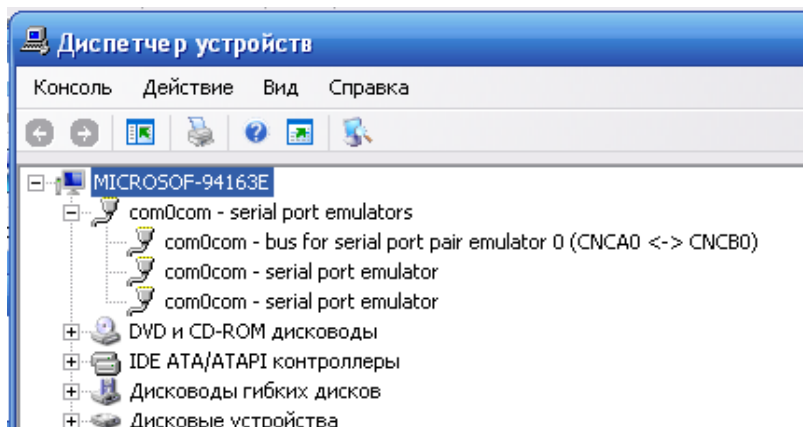 Диспетчер устройств
Консоль Действие Вид Справка
MICROSOF-94163E
com0com - serial port emulators
com0com - bus for serial port pair emulator 0 (CNCA0 <-> CNCB0)
com0com - serial port emulator
com0com - serial port emulator
DVD и CD-ROM дисководы
IDE ATA/ATAPI контроллеры
Дисководы гибких дисков
Дисковые устройства